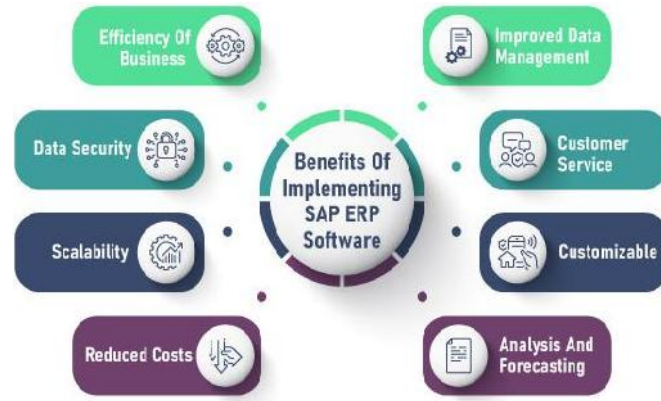 Efficiency Of
Business
Improved Data
Management
Data Security
Benefits Of
Implementing
SAP ERP
Software
Customer
Service
Scalability
Customizable
Reduced Costs
Analysis And
Forecasting